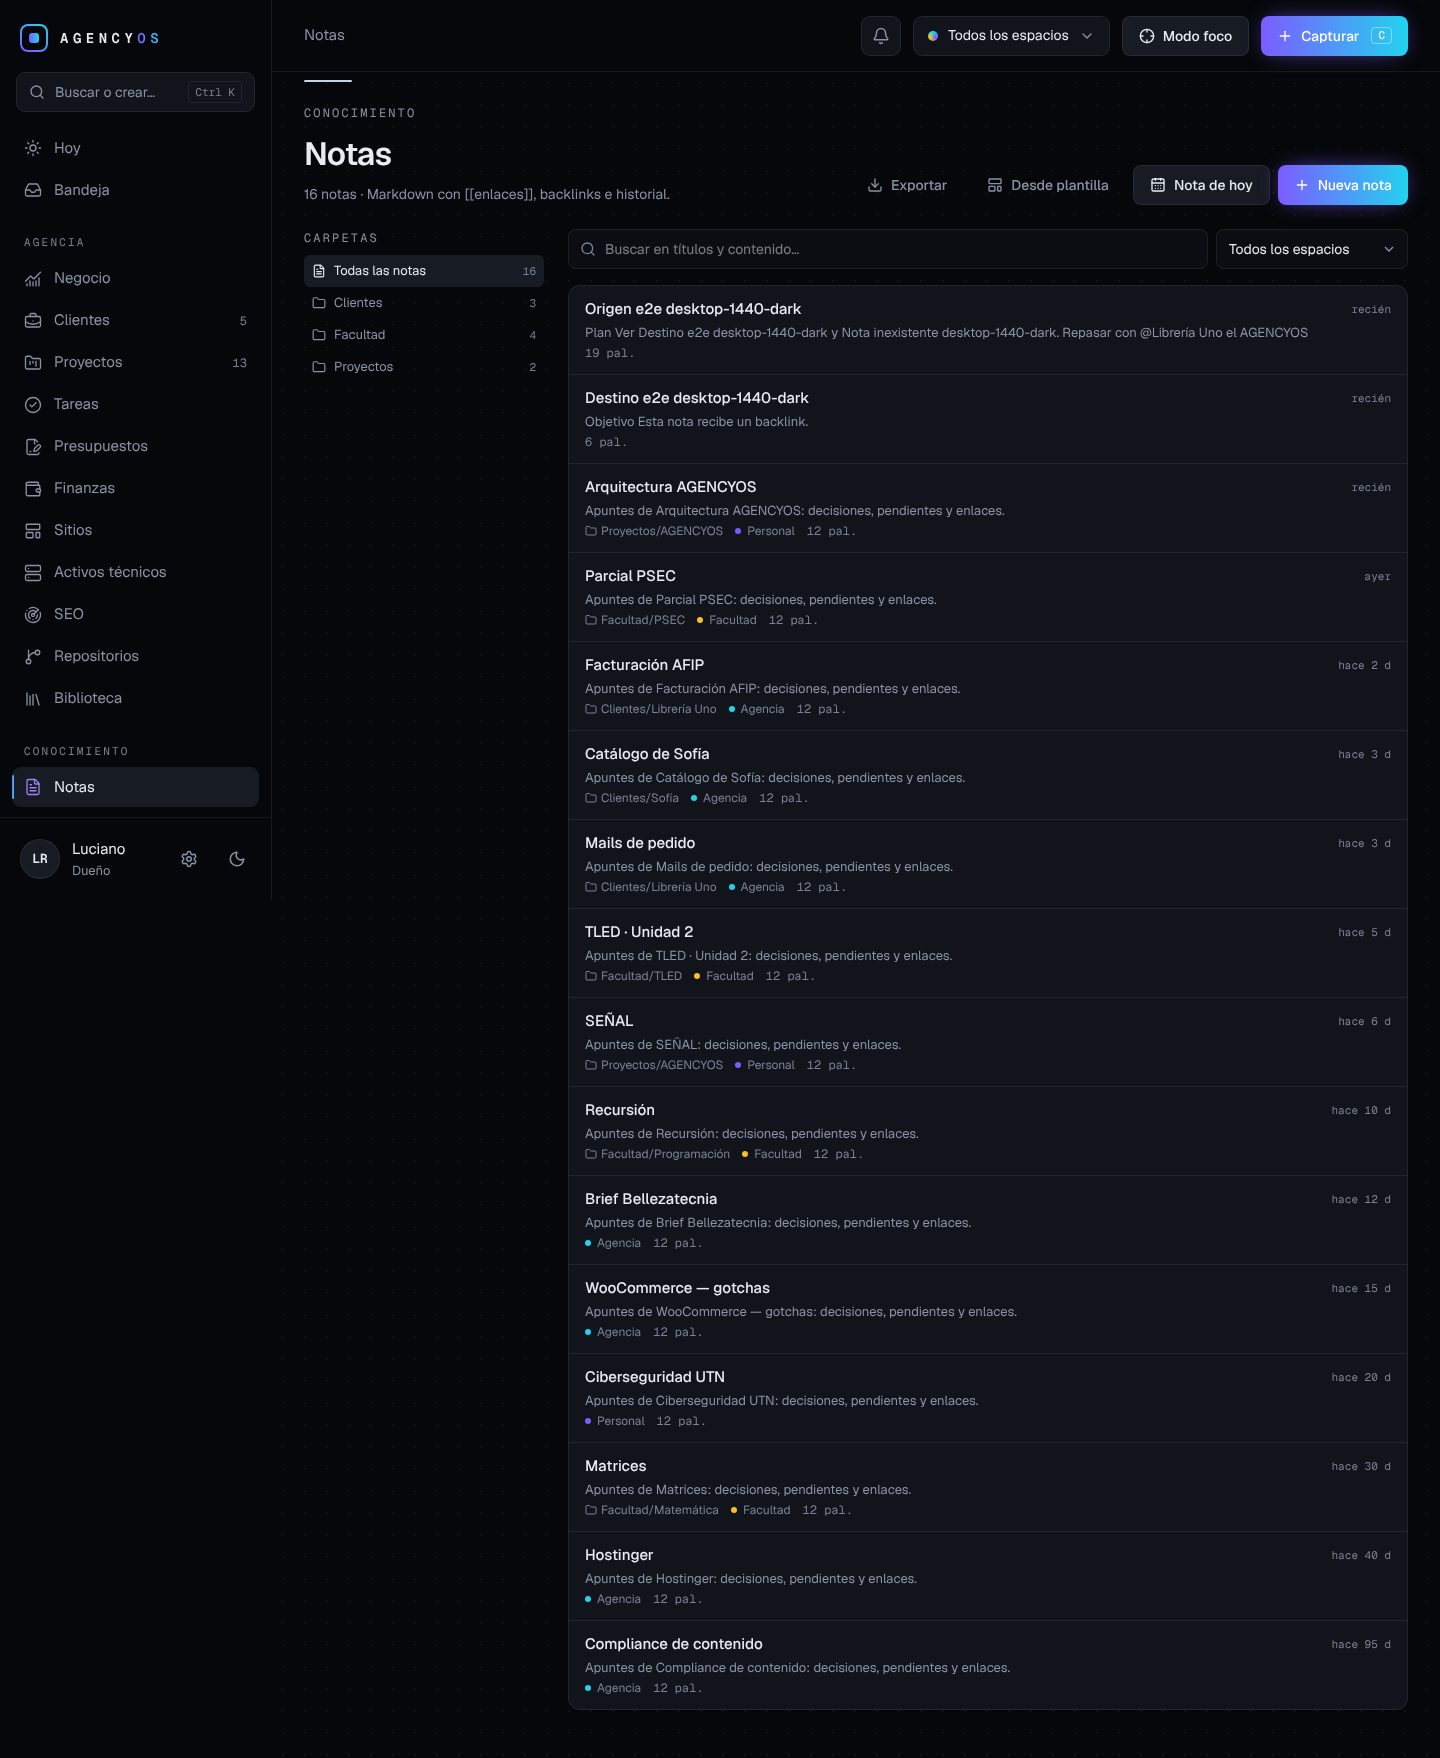 AGENCYOS
Buscar o crear... Ctrl K
Hoy
Bandeja
AGENCIA
Negocio
Clientes 5
Proyectos 13
Tareas
Presupuestos
Finanzas
Sitios
Activos técnicos
SEO
Repositorios
Biblioteca
CONOCIMIENTO
Notas
LR Luciano
Dueño
Notas
Todos los espacios
Modo foco
Capturar C
CONOCIMIENTO
Notas
16 notas · Markdown con [[enlaces]], backlinks e historial.
Exportar
Desde plantilla
Nota de hoy
Nueva nota
CARPETAS
Todas las notas 16
Clientes 3
Facultad 4
Proyectos 2
Buscar en títulos y contenido...
Todos los espacios
Origen e2e desktop-1440-dark recién
Plan Ver Destino e2e desktop-1440-dark y Nota inexistente desktop-1440-dark. Repasar con @Librería Uno el AGENCYOS
19 pal.
Destino e2e desktop-1440-dark recién
Objetivo Esta nota recibe un backlink.
6 pal.
Arquitectura AGENCYOS recién
Apuntes de Arquitectura AGENCYOS: decisiones, pendientes y enlaces.
Proyectos/AGENCYOS Personal 12 pal.
Parcial PSEC ayer
Apuntes de Parcial PSEC: decisiones, pendientes y enlaces.
Facultad/PSEC Facultad 12 pal.
Facturación AFIP hace 2 d
Apuntes de Facturación AFIP: decisiones, pendientes y enlaces.
Clientes/Librería Uno Agencia 12 pal.
Catálogo de Sofía hace 3 d
Apuntes de Catálogo de Sofía: decisiones, pendientes y enlaces.
Clientes/Sofía Agencia 12 pal.
Mails de pedido hace 3 d
Apuntes de Mails de pedido: decisiones, pendientes y enlaces.
Clientes/Librería Uno Agencia 12 pal.
TLED · Unidad 2 hace 5 d
Apuntes de TLED · Unidad 2: decisiones, pendientes y enlaces.
Facultad/TLED Facultad 12 pal.
SEÑAL hace 6 d
Apuntes de SEÑAL: decisiones, pendientes y enlaces.
Proyectos/AGENCYOS Personal 12 pal.
Recursión hace 10 d
Apuntes de Recursión: decisiones, pendientes y enlaces.
Facultad/Programación Facultad 12 pal.
Brief Bellezatecnia hace 12 d
Apuntes de Brief Bellezatecnia: decisiones, pendientes y enlaces.
Agencia 12 pal.
WooCommerce — gotchas hace 15 d
Apuntes de WooCommerce — gotchas: decisiones, pendientes y enlaces.
Agencia 12 pal.
Ciberseguridad UTN hace 20 d
Apuntes de Ciberseguridad UTN: decisiones, pendientes y enlaces.
Personal 12 pal.
Matrices hace 30 d
Apuntes de Matrices: decisiones, pendientes y enlaces.
Facultad/Matemática Facultad 12 pal.
Hostinger hace 40 d
Apuntes de Hostinger: decisiones, pendientes y enlaces.
Agencia 12 pal.
Compliance de contenido hace 95 d
Apuntes de Compliance de contenido: decisiones, pendientes y enlaces.
Agencia 12 pal.